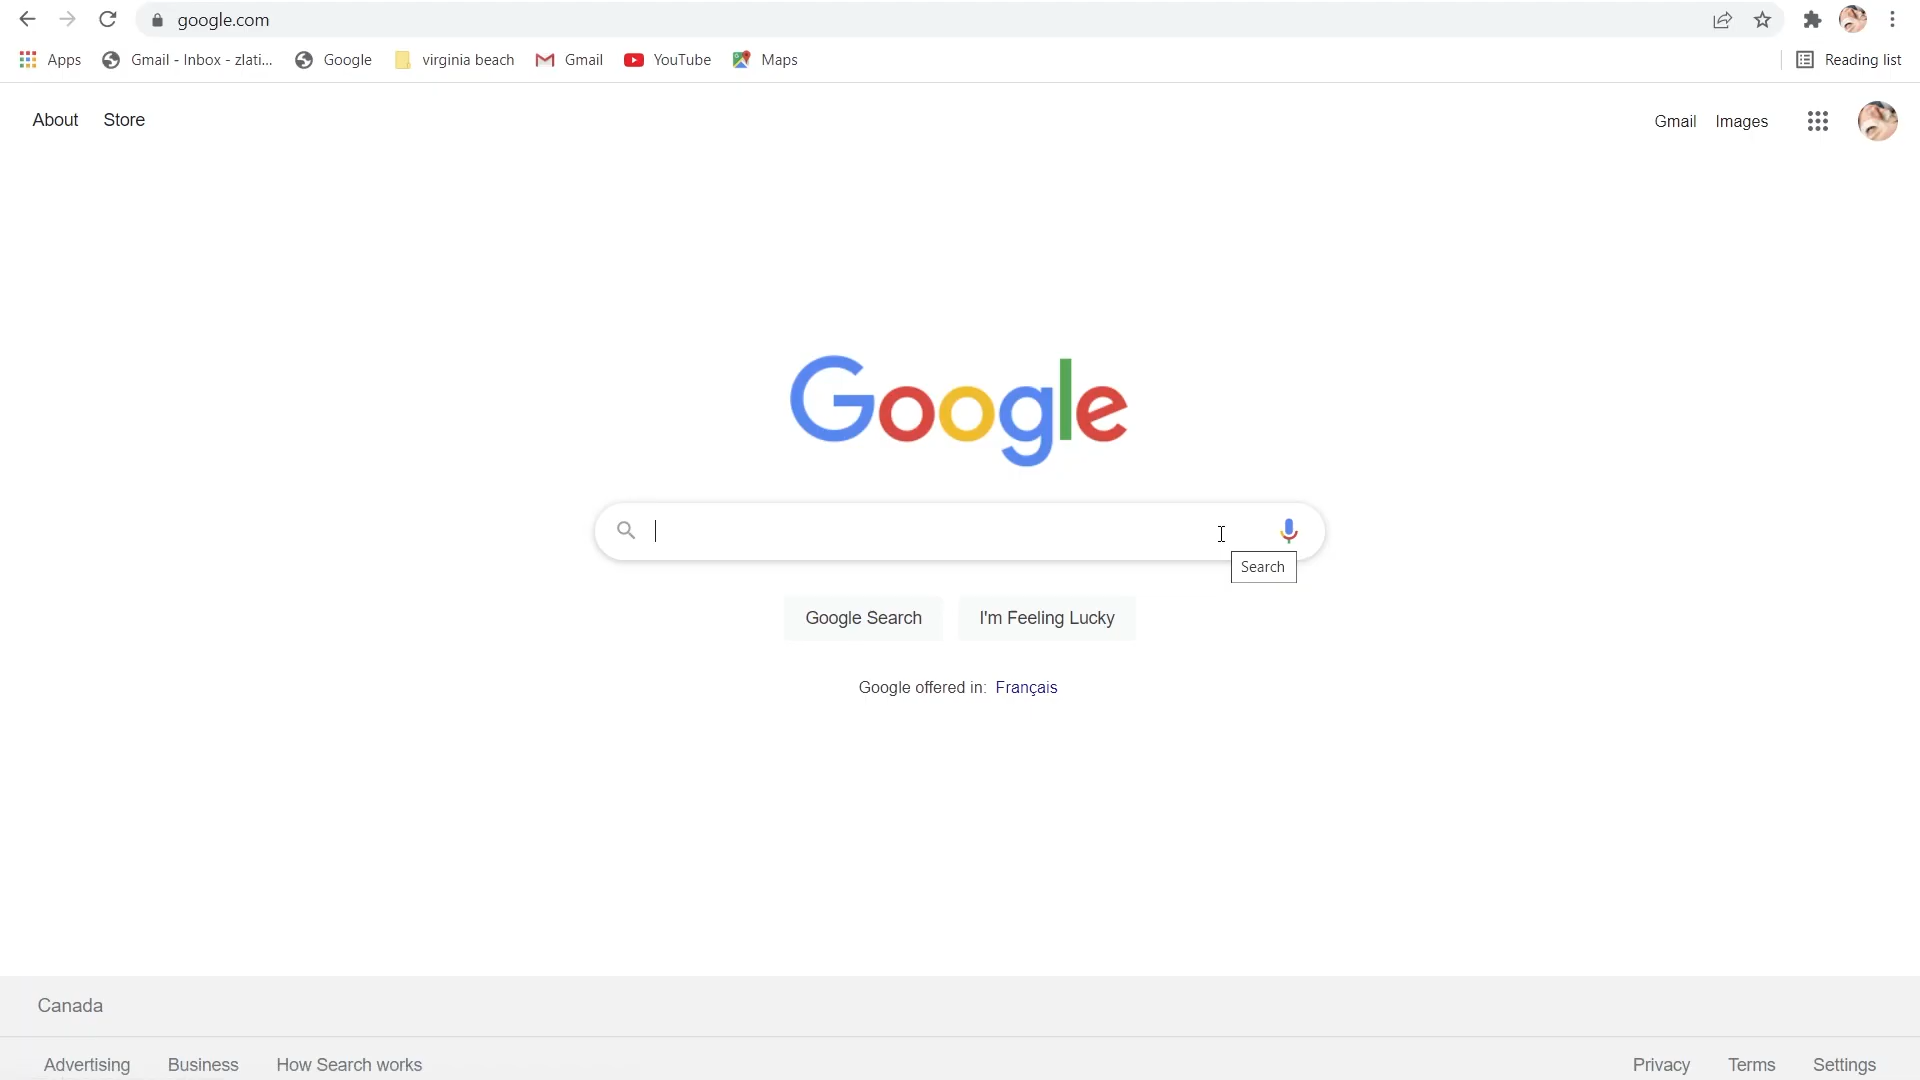 google.com
Apps Gmail - Inbox - zlati... Google virginia beach Gmail YouTube Maps Reading list
About Store Gmail Images
Google
Search
Google Search I'm Feeling Lucky
Google offered in: Français
Canada
Advertising Business How Search works Privacy Terms Settings